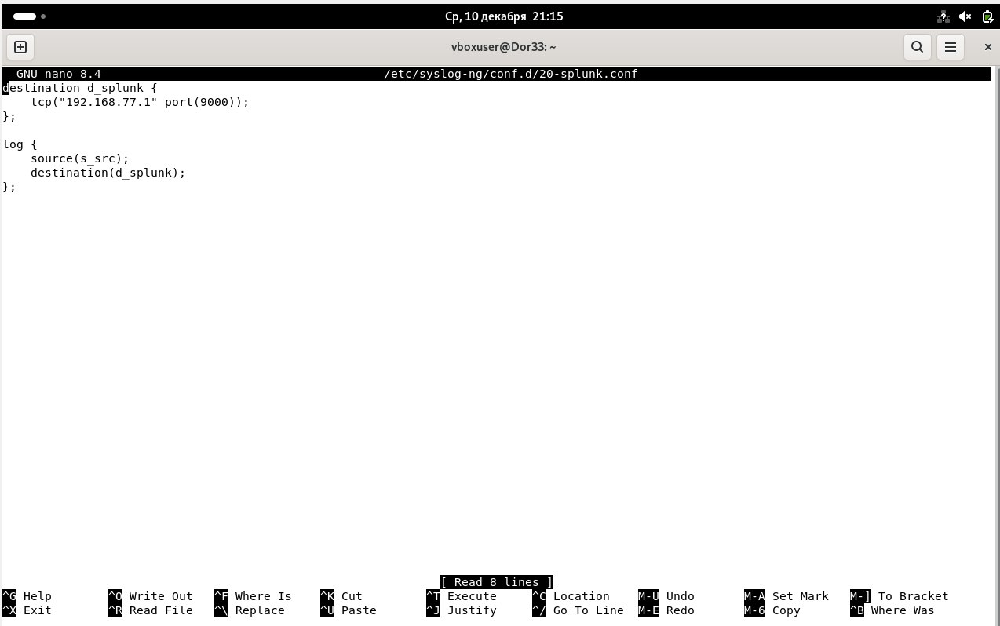 Ср, 10 декабря 21:15
vboxuser@Dor33: ~
GNU nano 8.4 /etc/syslog-ng/conf.d/20-splunk.conf
destination d_splunk {
    tcp("192.168.77.1" port(9000));
};

log {
    source(s_src);
    destination(d_splunk);
};
[ Read 8 lines ]
^G Help ^O Write Out ^F Where Is ^K Cut ^T Execute ^C Location M-U Undo M-A Set Mark M-] To Bracket
^X Exit ^R Read File ^\ Replace ^U Paste ^J Justify ^/ Go To Line M-E Redo M-6 Copy ^B Where Was